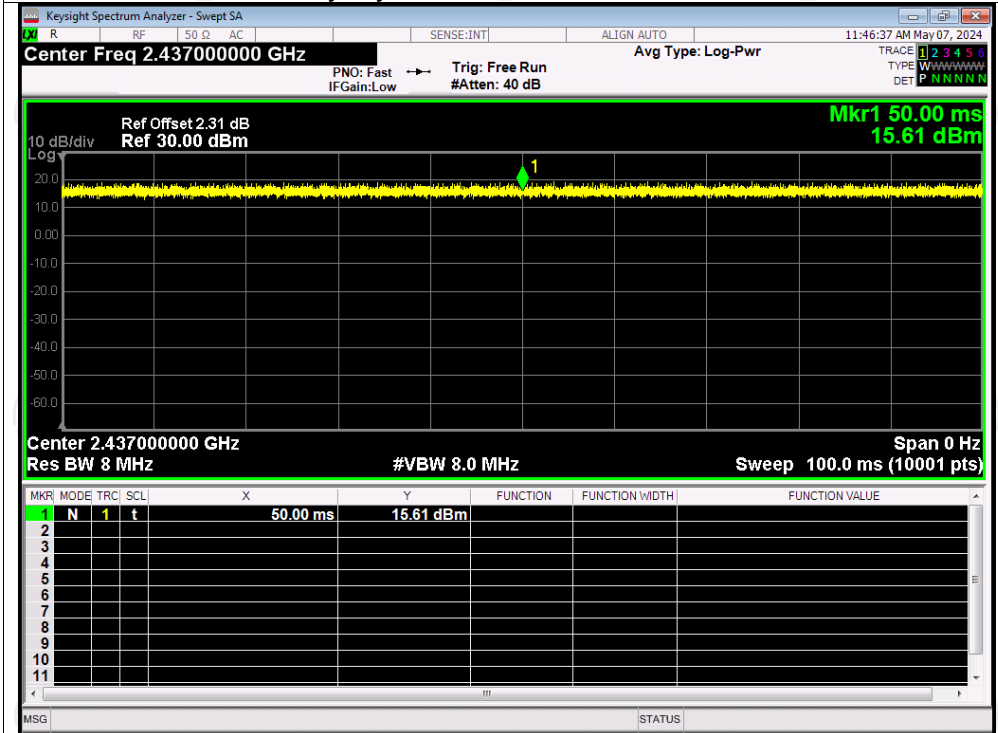 Keysight Spectrum Analyzer - Swept SA
LXI R RF 50 Ω AC SENSE:INT ALIGN AUTO 11:46:37 AM May 07, 2024
Center Freq 2.437000000 GHz Avg Type: Log-Pwr TRACE 1 2 3 4 5 6
PNO: Fast Trig: Free Run TYPE WWWWWW
IFGain:Low #Atten: 40 dB DET P N N N N N
Mkr1 50.00 ms
Ref Offset 2.31 dB
10 dB/div Ref 30.00 dBm 15.61 dBm
Log
1
20.0
10.0
0.00
-10.0
-20.0
-30.0
-40.0
-50.0
-60.0
Center 2.437000000 GHz Span 0 Hz
Res BW 8 MHz #VBW 8.0 MHz Sweep 100.0 ms (10001 pts)
MKR MODE TRC SCL X Y FUNCTION FUNCTION WIDTH FUNCTION VALUE
1 N 1 t 50.00 ms 15.61 dBm
2
3
4
5
6
7
8
9
10
11
MSG STATUS